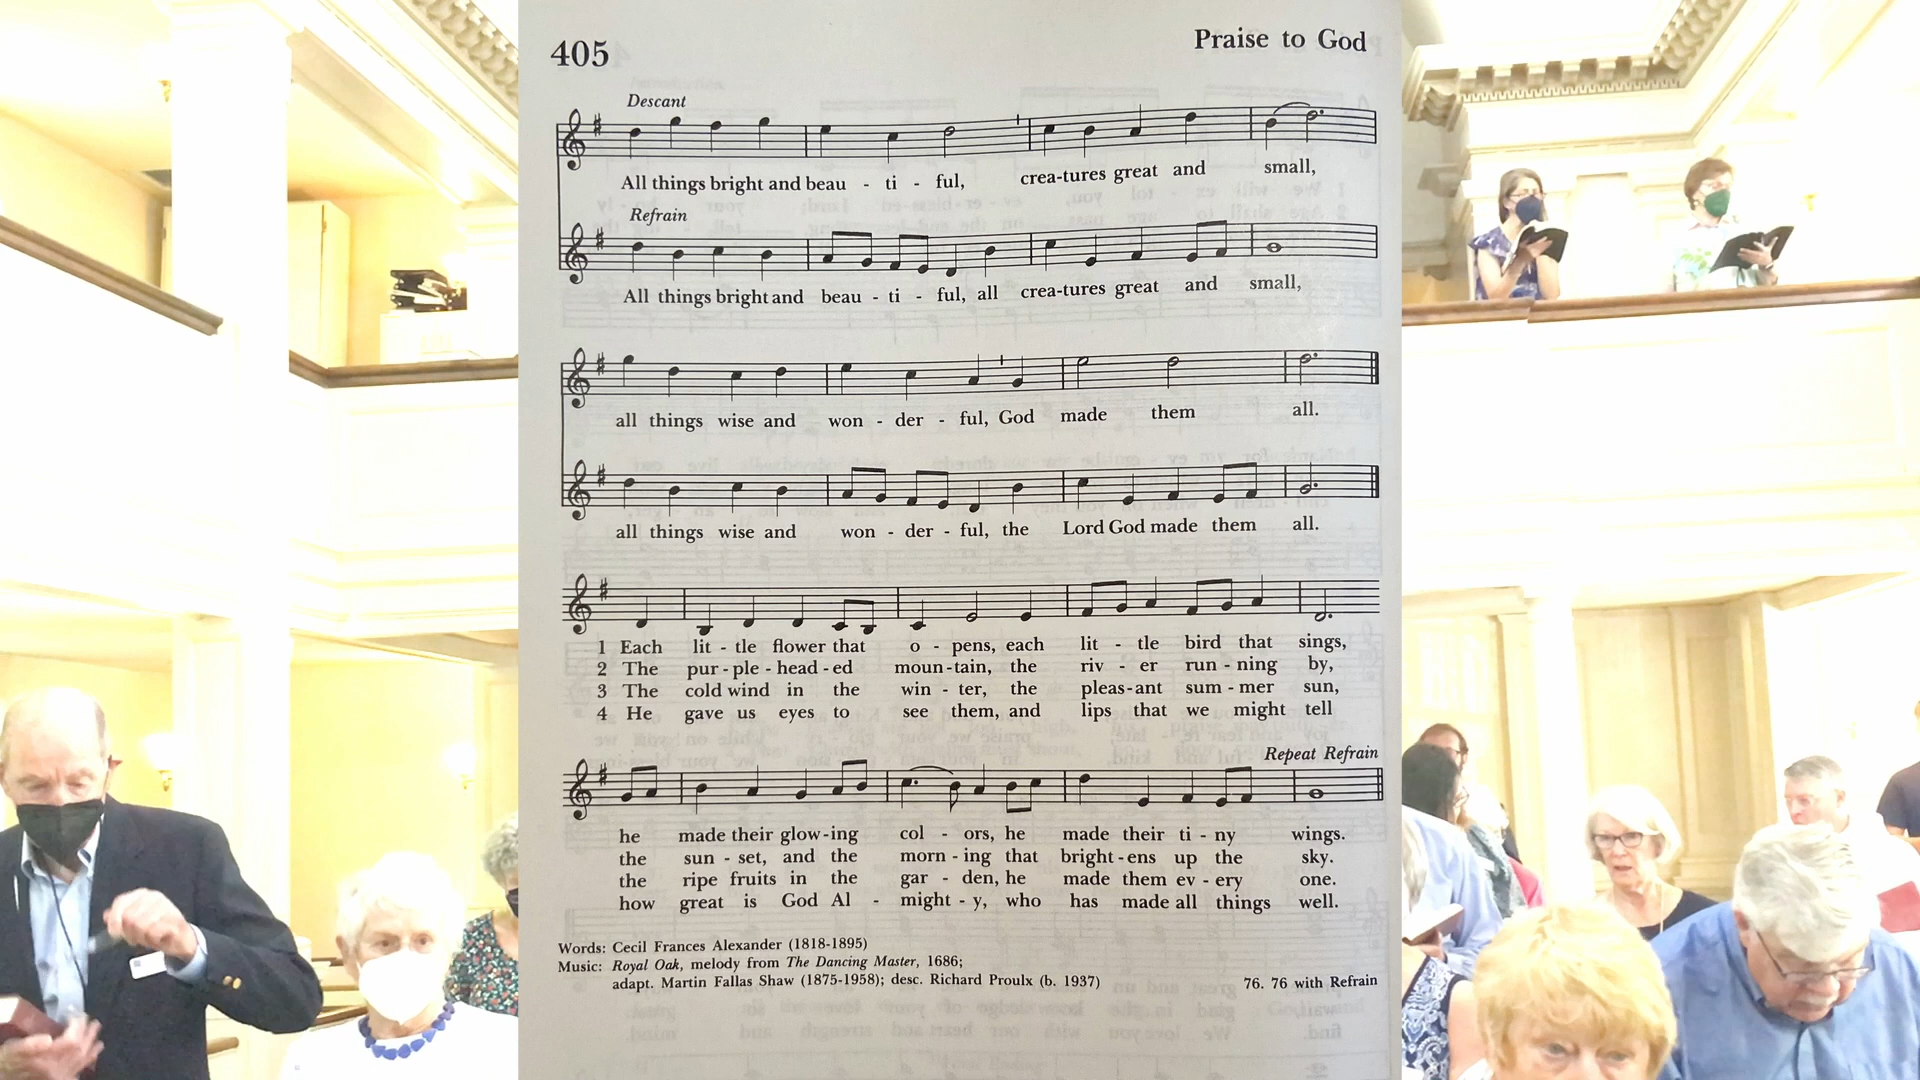 405
Praise to God
Descant
All things bright and beau - ti - ful, crea-tures great and small,
Refrain
All things bright and beau - ti - ful, all crea-tures great and small,
all things wise and won - der - ful, God made them all.
all things wise and won - der - ful, the Lord God made them all.
1 Each lit - tle flower that o - pens, each lit - tle bird that sings,
2 The pur - ple - head - ed moun - tain, the riv - er run - ning by,
3 The cold wind in the win - ter, the pleas - ant sum - mer sun,
4 He gave us eyes to see them, and lips that we might tell
Repeat Refrain
he made their glow - ing col - ors, he made their ti - ny wings.
the sun - set, and the morn - ing that bright - ens up the sky.
the ripe fruits in the gar - den, he made them ev - ery one.
how great is God Al - might - y, who has made all things well.
Words: Cecil Frances Alexander (1818-1895)
Music: Royal Oak, melody from The Dancing Master, 1686;
adapt. Martin Fallas Shaw (1875-1958); desc. Richard Proulx (b. 1937)
76. 76 with Refrain